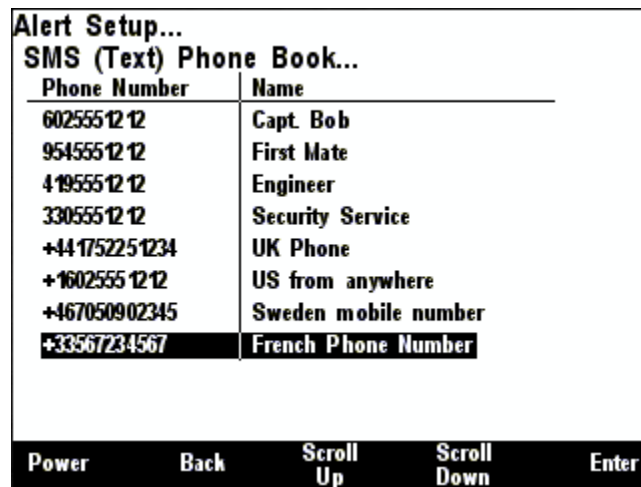 Alert Setup...
SMS (Text) Phone Book...
Phone Number Name
6025551212 Capt. Bob
9545551212 First Mate
4195551212 Engineer
3305551212 Security Service
+441752251234 UK Phone
+16025551212 US from anywhere
+467050902345 Sweden mobile number
+33567234567 French Phone Number
Power Back Scroll Up Scroll Down Enter